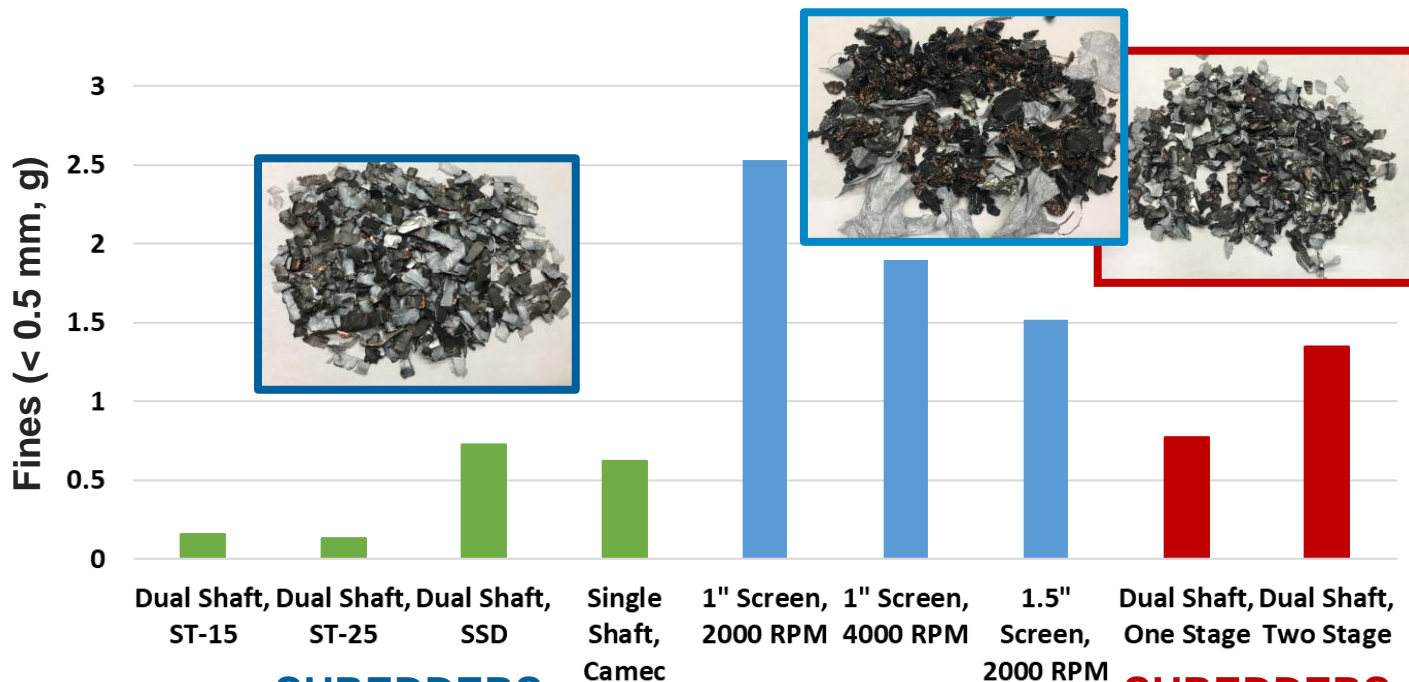 Fines (< 0.5 mm, g)
3
2.5
2
1.5
1
0.5
0
Dual Shaft, ST-15
Dual Shaft, ST-25
Dual Shaft, SSD
Single Shaft, Camec
1" Screen, 2000 RPM
1" Screen, 4000 RPM
1.5" Screen, 2000 RPM
Dual Shaft, One Stage
Dual Shaft, Two Stage
SHREDDERS
SHREDDERS